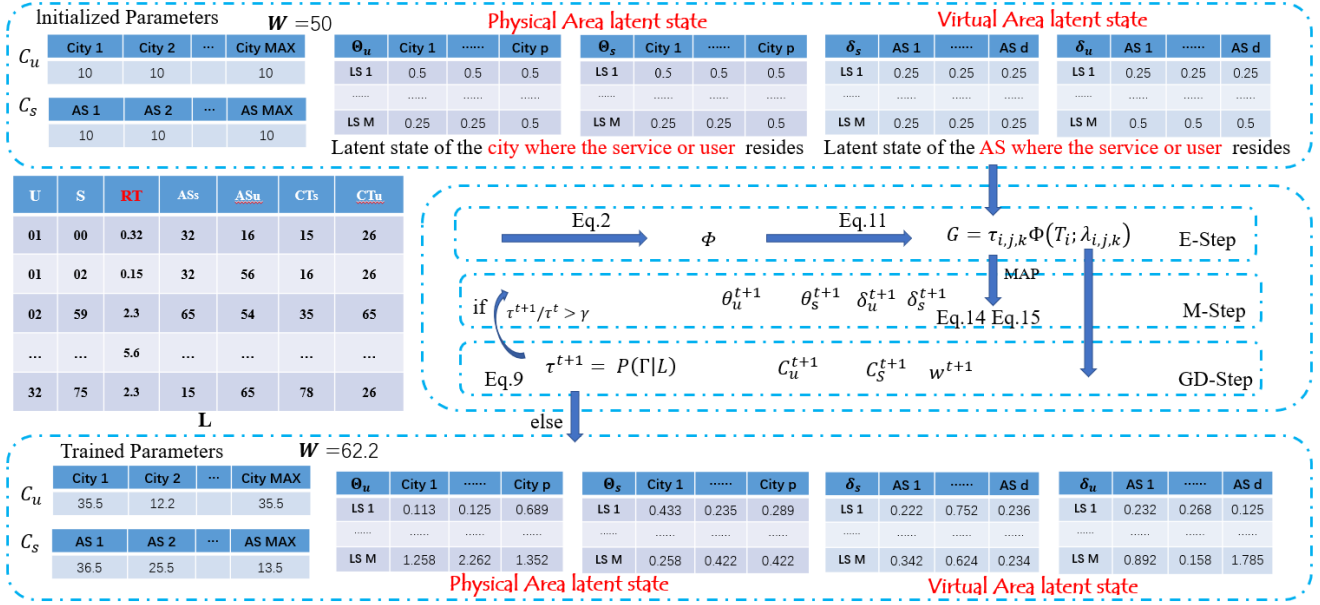 Initialized Parameters
W =50
Physical Area latent state
Virtual Area latent state
C_u
City 1 City 2 ... City MAX
10 10 10
C_s
AS 1 AS 2 ... AS MAX
10 10 10
Θ_u City 1 ...... City p
LS 1 0.5 0.5 0.5
...... ...... ...... ......
LS M 0.25 0.25 0.5
Θ_s City 1 ...... City p
LS 1 0.5 0.5 0.5
...... ...... ...... ......
LS M 0.25 0.25 0.5
δ_s AS 1 ...... AS d
LS 1 0.25 0.25 0.25
...... ...... ...... ......
LS M 0.25 0.25 0.25
δ_u AS 1 ...... AS d
LS 1 0.25 0.25 0.25
...... ...... ...... ......
LS M 0.5 0.5 0.5
Latent state of the city where the service or user resides
Latent state of the AS where the service or user resides
U S RT ASs ASu CTs CTu
01 00 0.32 32 16 15 26
01 02 0.15 32 56 16 26
02 59 2.3 65 54 35 65
... ... 5.6 ... ... ... ...
32 75 2.3 15 65 78 26
L
Eq.2
Φ
Eq.11
G = τ_{i,j,k}Φ(T_i; λ_{i,j,k})
E-Step
MAP
if
τ^{t+1}/τ^t > γ
θ_u^{t+1} θ_s^{t+1} δ_u^{t+1} δ_s^{t+1}
Eq.14 Eq.15
M-Step
Eq.9
τ^{t+1} = P(Γ|L)
C_u^{t+1} C_S^{t+1} w^{t+1}
GD-Step
else
Trained Parameters
W =62.2
C_u
City 1 City 2 ... City MAX
35.5 12.2 35.5
C_s
AS 1 AS 2 ... AS MAX
36.5 25.5 13.5
Θ_u City 1 ...... City p
LS 1 0.113 0.125 0.689
......
LS M 1.258 2.262 1.352
Θ_s City 1 ...... City p
LS 1 0.433 0.235 0.289
......
LS M 0.258 0.422 0.422
δ_s AS 1 ...... AS d
LS 1 0.222 0.752 0.236
......
LS M 0.342 0.624 0.234
δ_u AS 1 ...... AS d
LS 1 0.232 0.268 0.125
......
LS M 0.892 0.158 1.785
Physical Area latent state
Virtual Area latent state